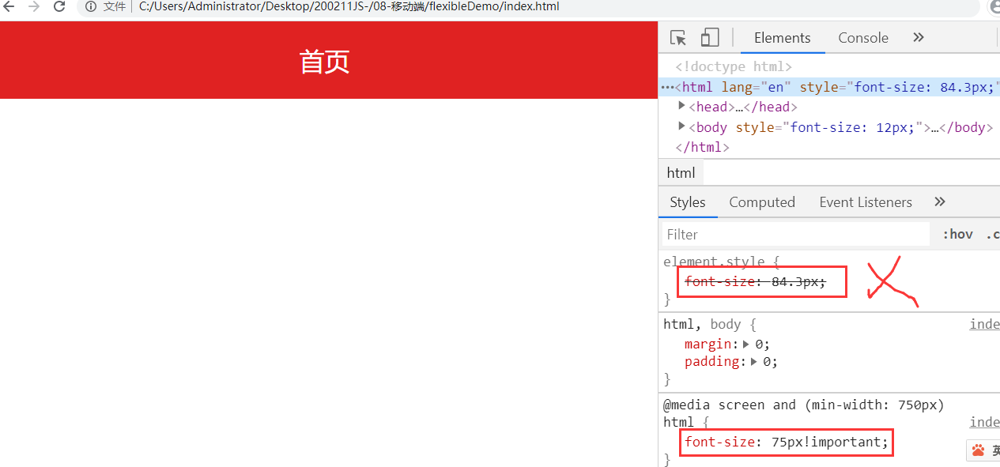 文件 C:/Users/Administrator/Desktop/200211JS-/08-移动端/flexibleDemo/index.html
首页
Elements Console »
<!doctype html>
…<html lang="en" style="font-size: 84.3px;"
▶<head>…</head>
▶<body style="font-size: 12px;">…</body>
</html>
html
Styles Computed Event Listeners »
Filter :hov .c
element.style {
font-size: 84.3px;
}
html, body { inde
margin:▶ 0;
padding:▶ 0;
}
@media screen and (min-width: 750px)
html { inde
font-size: 75px!important;
}
英